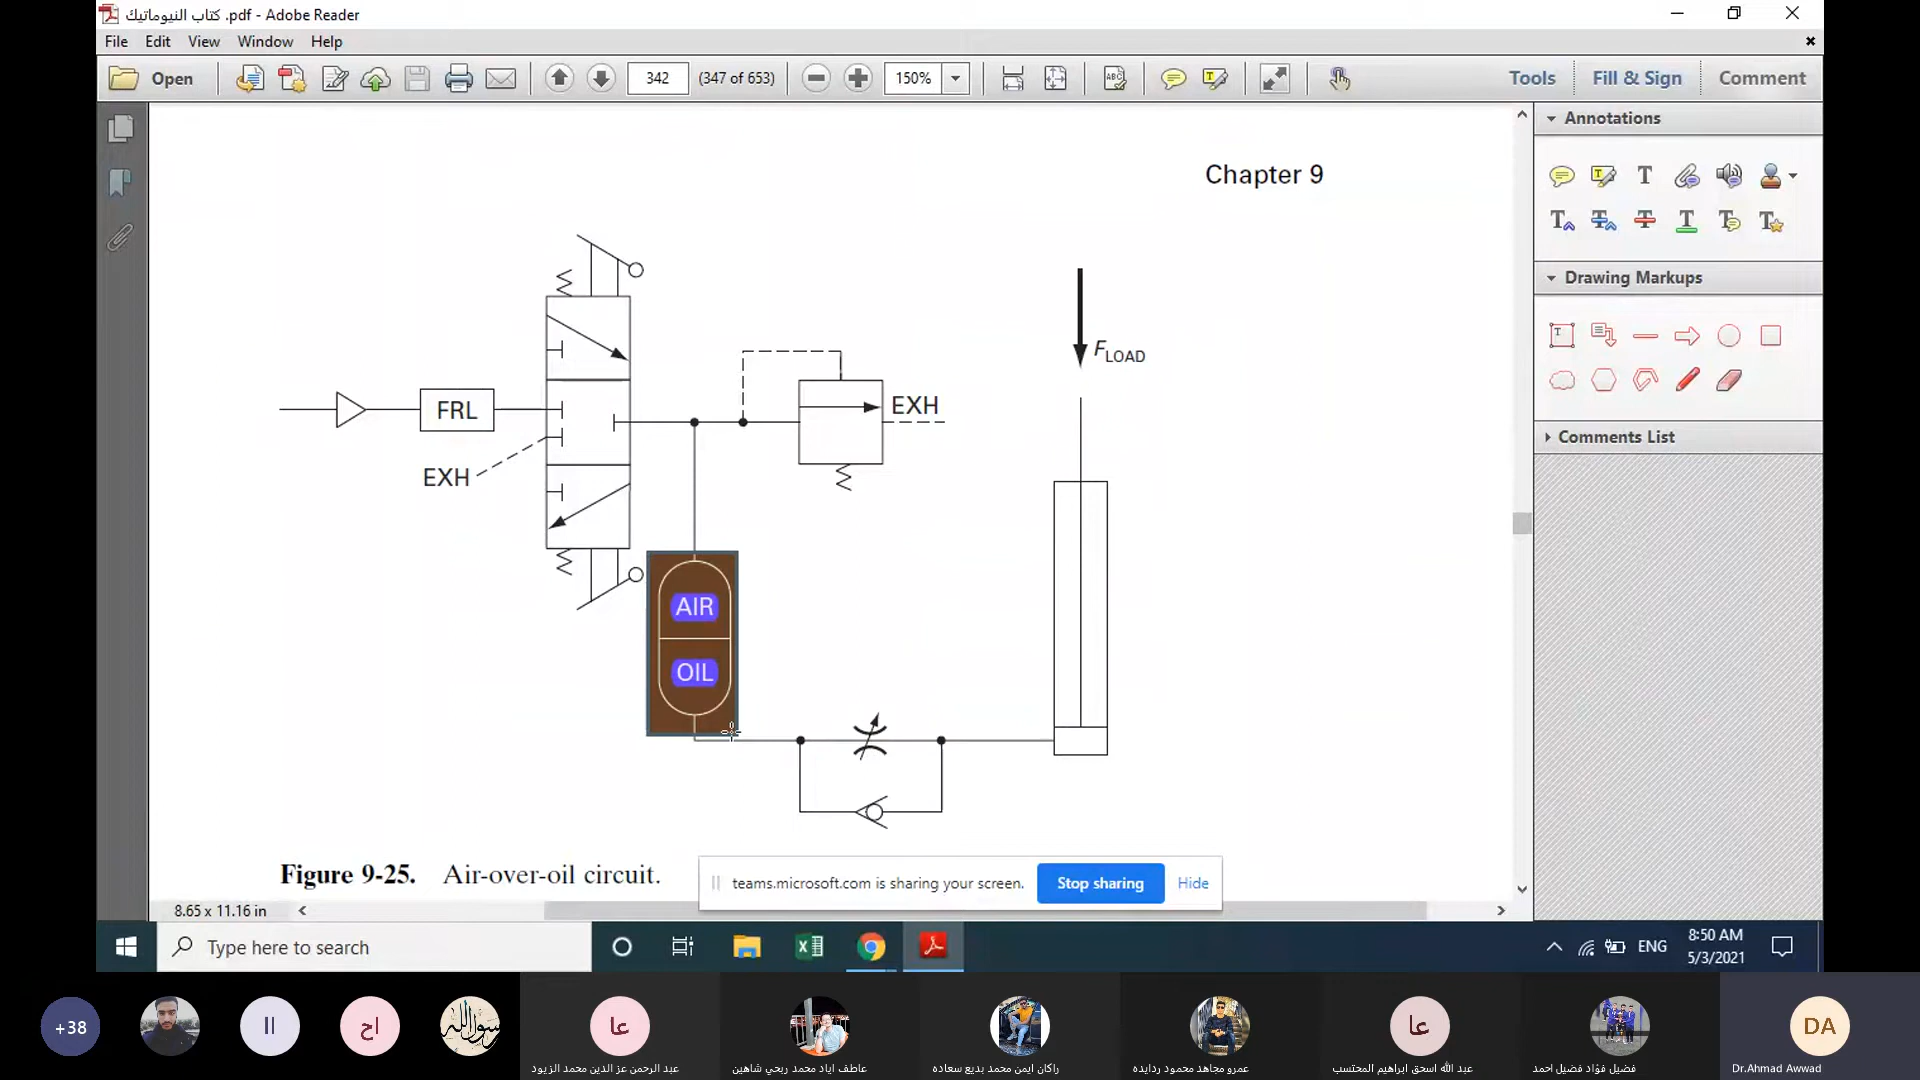 كتاب النيوماتيك .pdf - Adobe Reader
File Edit View Window Help
Open 342 (347 of 653) 150% Tools Fill & Sign Comment
Annotations
Chapter 9
Drawing Markups
F LOAD
FRL
EXH
EXH
Comments List
AIR
OIL
Figure 9-25. Air-over-oil circuit.
teams.microsoft.com is sharing your screen. Stop sharing Hide
8.65 x 11.16 in
Type here to search
ENG
8:50 AM
5/3/2021
+38
اا
اح
عا
عا
DA
عبد الرحمن عز الدين محمد الزيود
عاطف اياد محمد ربحي شاهين
راكان ايمن محمد بديع سعاده
عمرو مجاهد محمود ردايده
عبد الله اسحق ابراهيم المحتسب
فضيل فؤاد فضيل احمد
Dr.Ahmad Awwad